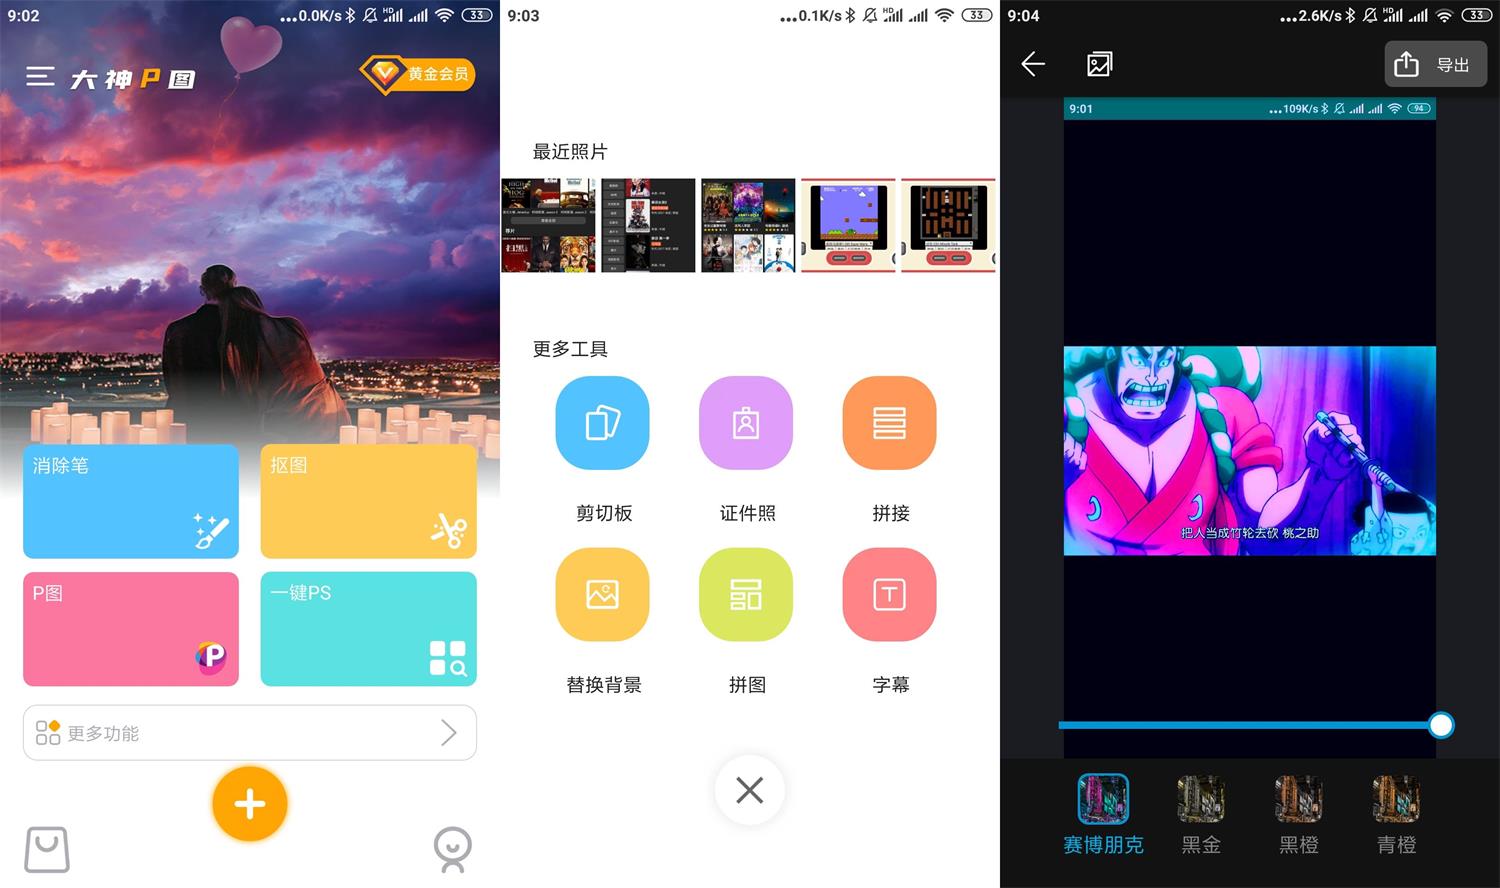 9:02
...0.0K/s HD 33
大神P图
黄金会员
消除笔
抠图
P图
一键PS
更多功能
9:03
...0.1K/s HD 33
最近照片
更多工具
剪切板
证件照
拼接
替换背景
拼图
字幕
9:04
...2.6K/s HD 33
导出
9:01
...109K/s 94
把人当成竹轮去砍 桃之助
赛博朋克
黑金
黑橙
青橙